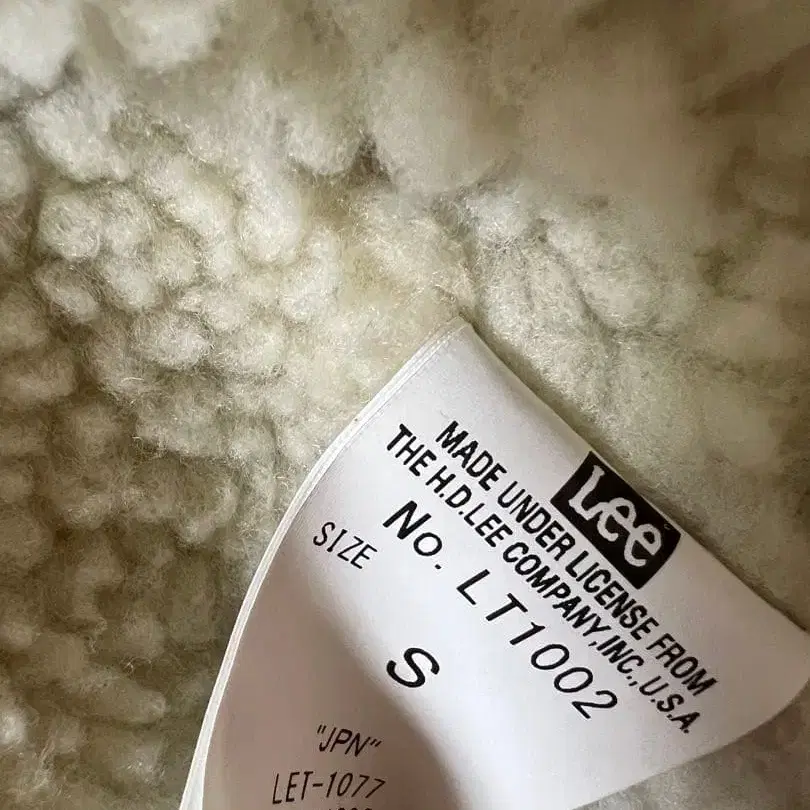 Lee
MADE UNDER LICENSE FROM
THE H.D.LEE COMPANY,INC.,U.S.A.
No. LT1002
SIZE
S
"JPN"
LET-1077